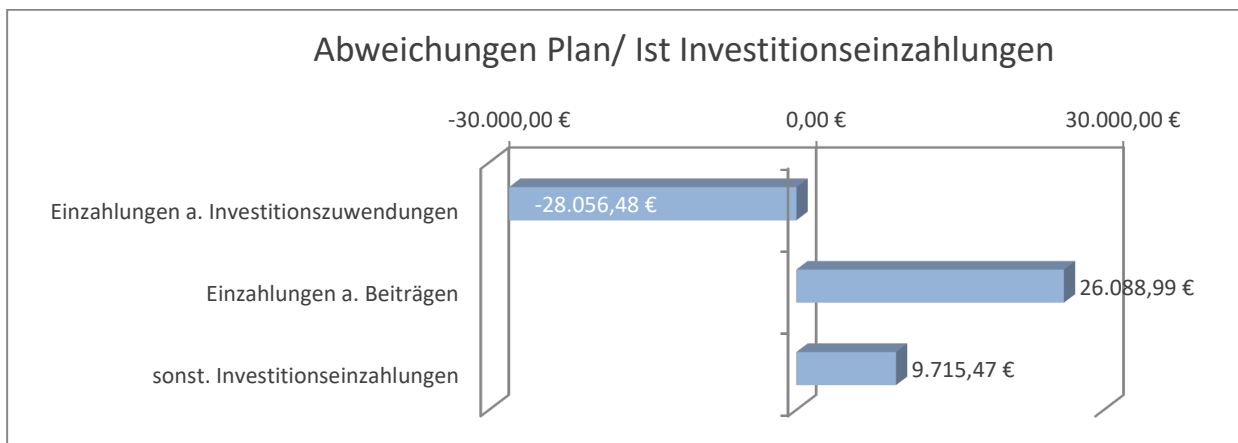 Abweichungen Plan/ Ist Investitionseinzahlungen
-30.000,00 € 0,00 € 30.000,00 €
Einzahlungen a. Investitionszuwendungen -28.056,48 €
Einzahlungen a. Beiträgen 26.088,99 €
sonst. Investitionseinzahlungen 9.715,47 €